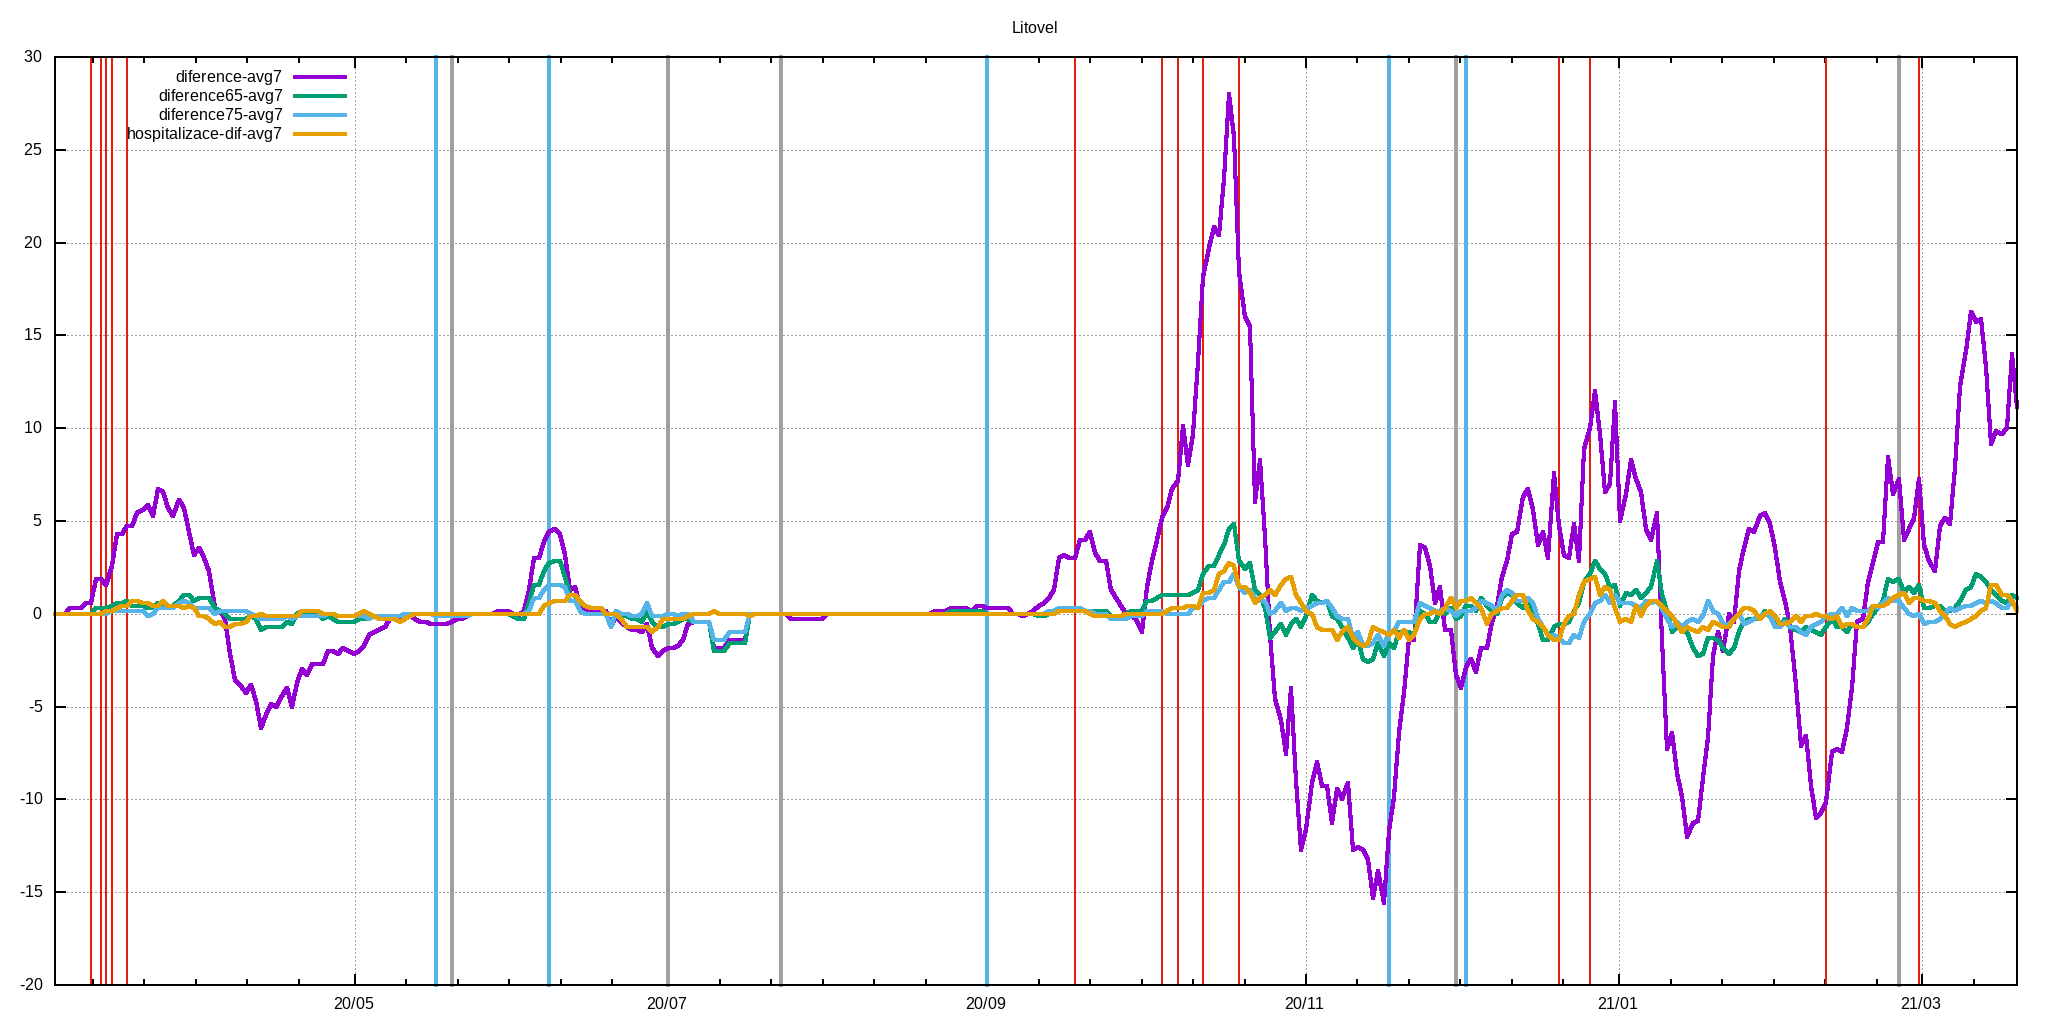 Litovel
30
diference-avg7
diference65-avg7
diference75-avg7
hospitalizace-dif-avg7
25
20
15
10
5
0
-5
-10
-15
-20
20/05 20/07 20/09 20/11 21/01 21/03